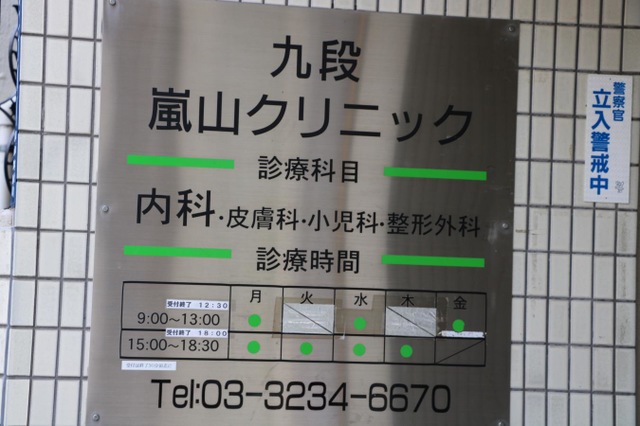 九段
嵐山クリニック
診療科目
内科・皮膚科・小児科・整形外科
診療時間
月 火 水 木 金
受付終了 12:30
9:00～13:00 ● ● ●
受付終了 18:00
15:00～18:30 ● ● ● ●
Tel:03-3234-6670
警察官
立入警戒中